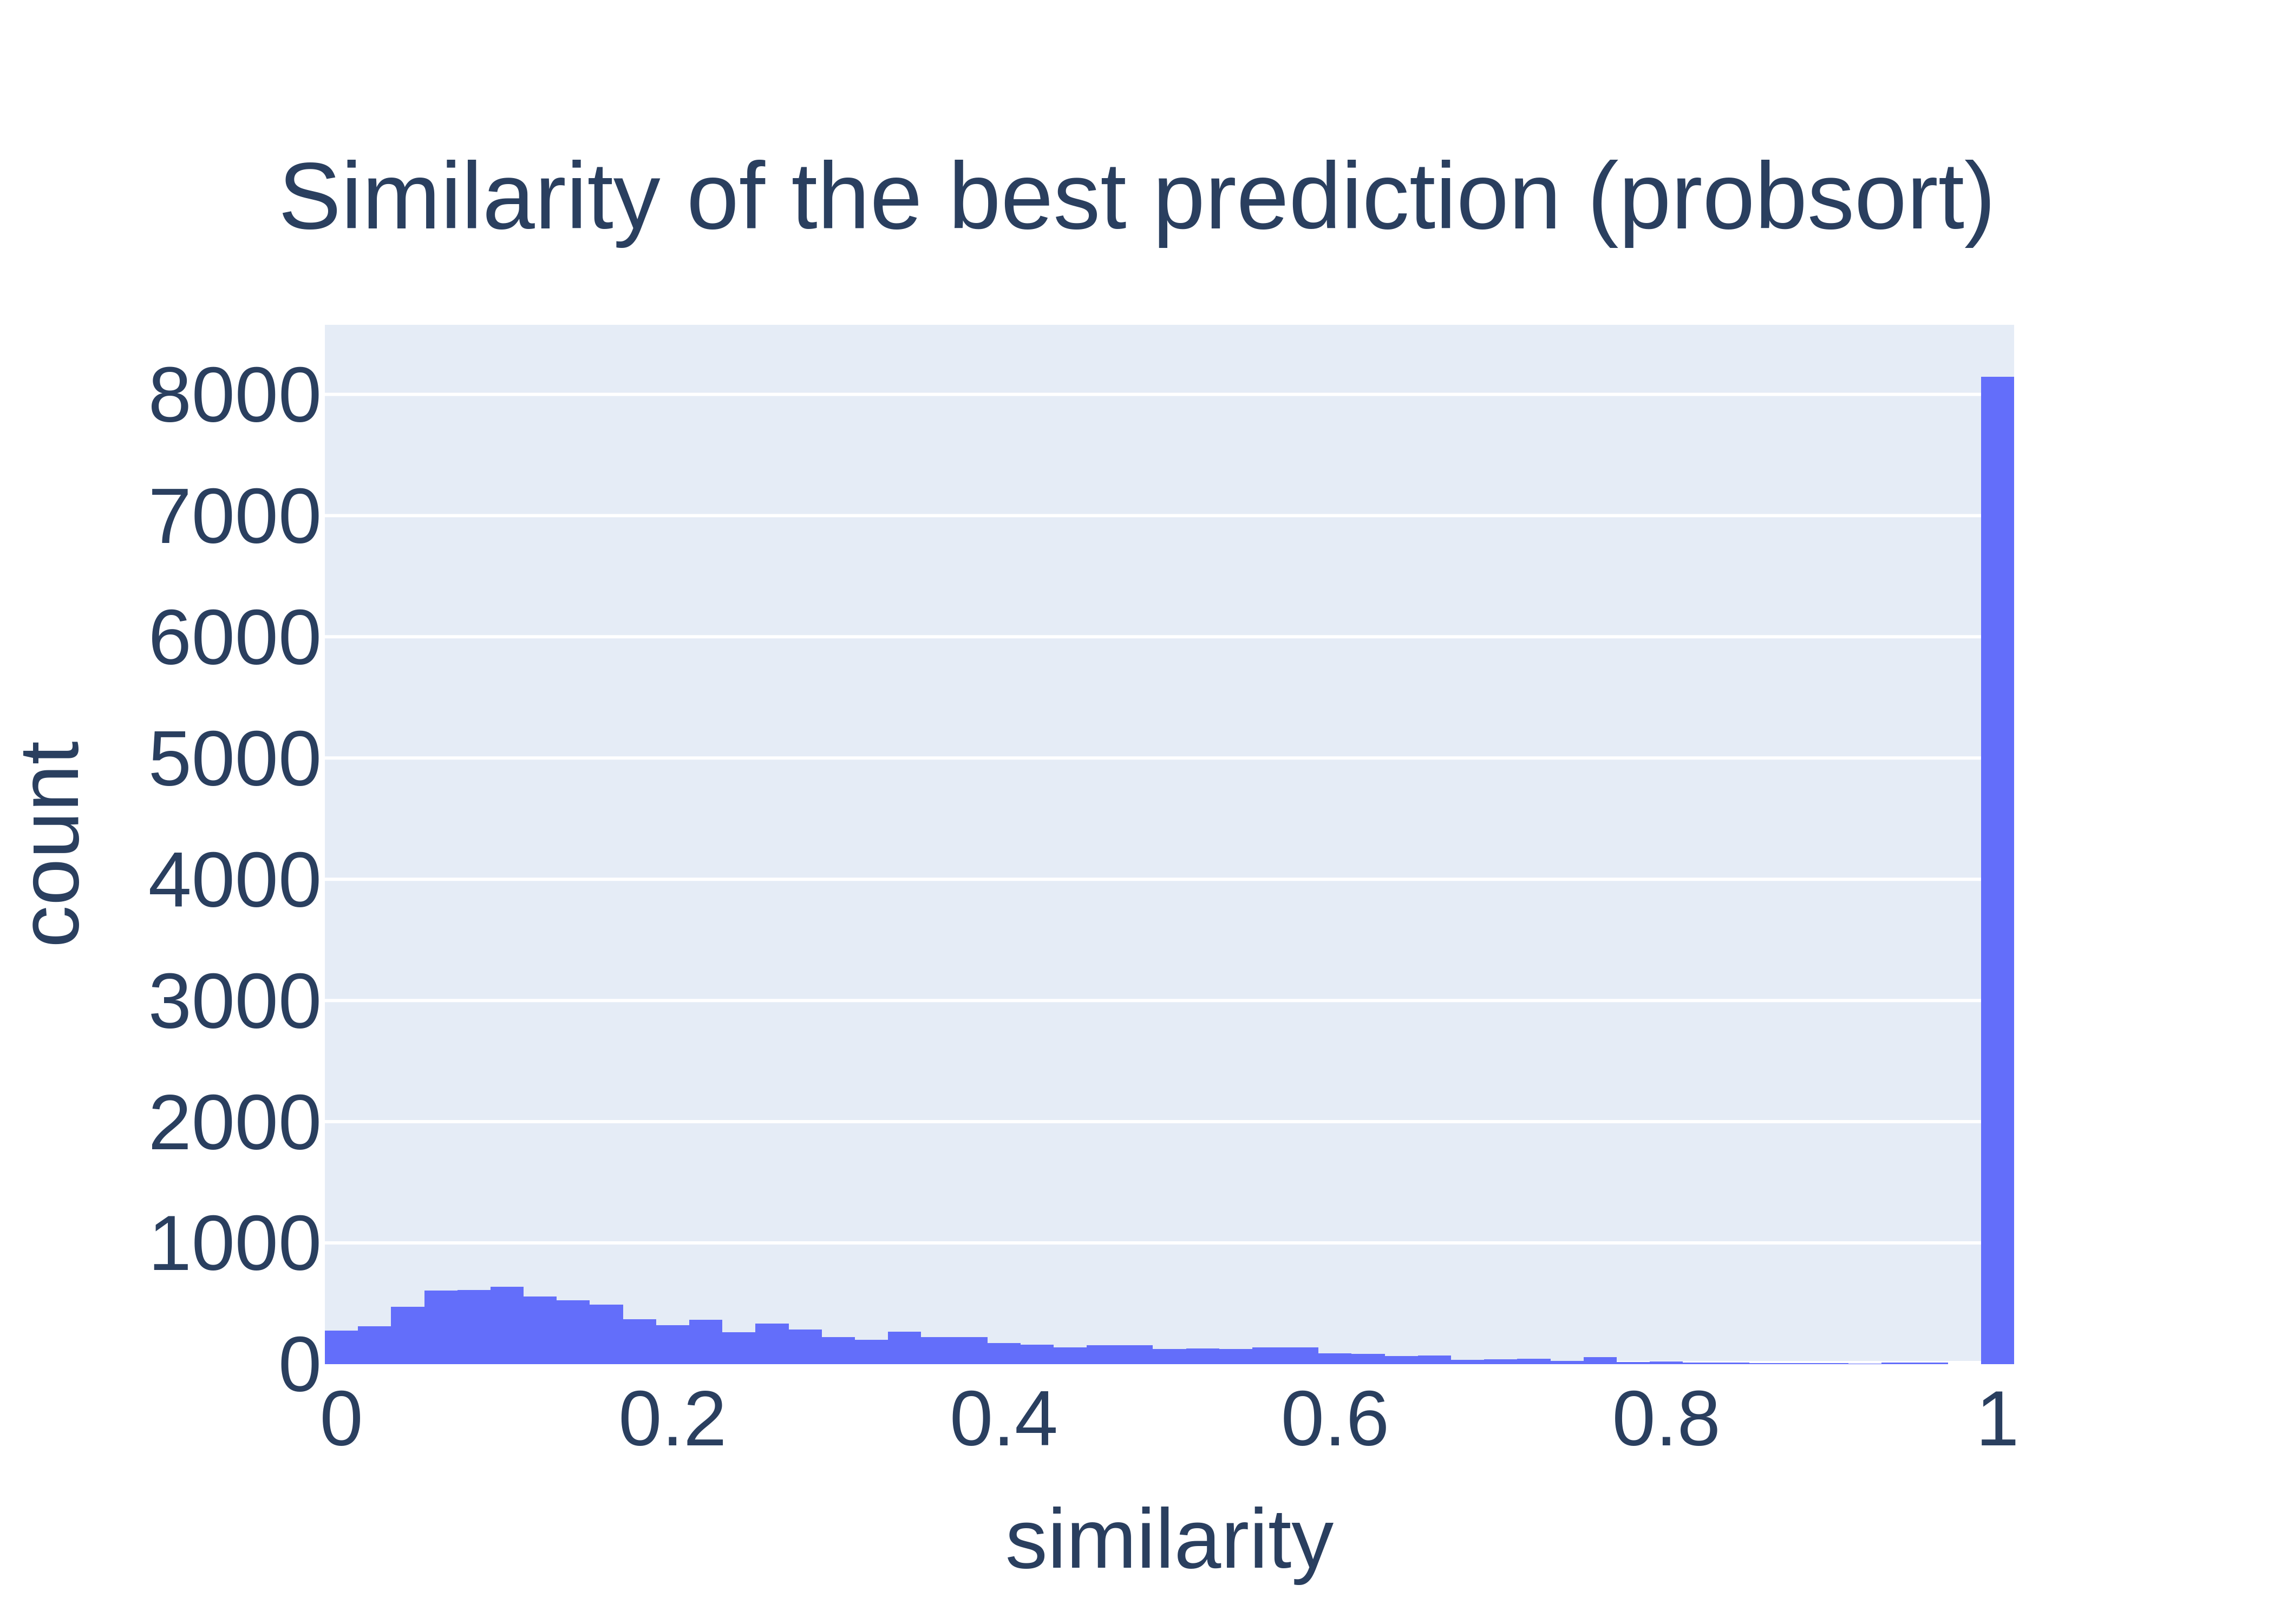 Similarity of the best prediction (probsort)
8000
7000
6000
5000
4000
3000
2000
1000
0
count
0 0.2 0.4 0.6 0.8 1
similarity